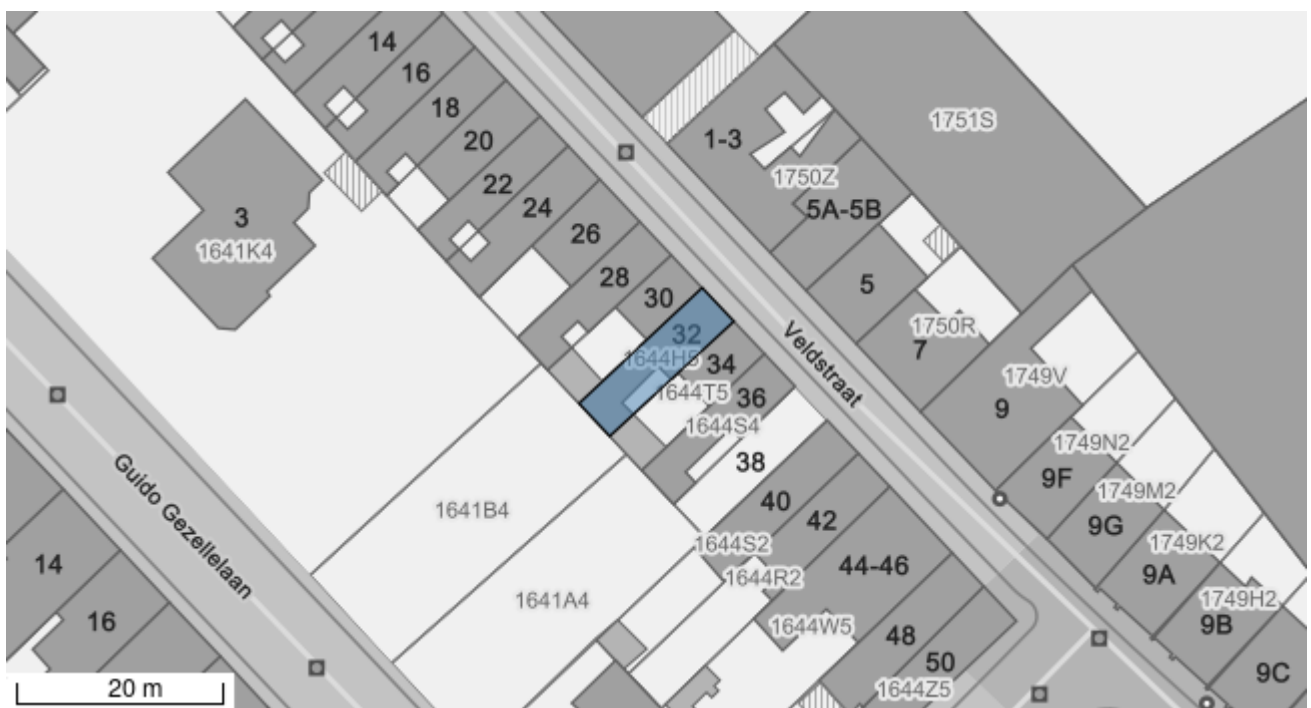 14
16
18
20
22
24
26
28
30
32
1644H5
34
1644T5
36
1644S4
38
40
42
44-46
48
50
1644S2
1644R2
1644W5
1644Z5
3
1641K4
1641B4
1641A4
Guido Gezellelaan
14
16
20 m
Veldstraat
1-3
1750Z
5A-5B
5
7
1750R
1751S
9
1749V
9F
1749N2
9G
1749M2
9A
1749K2
9B
1749H2
9C